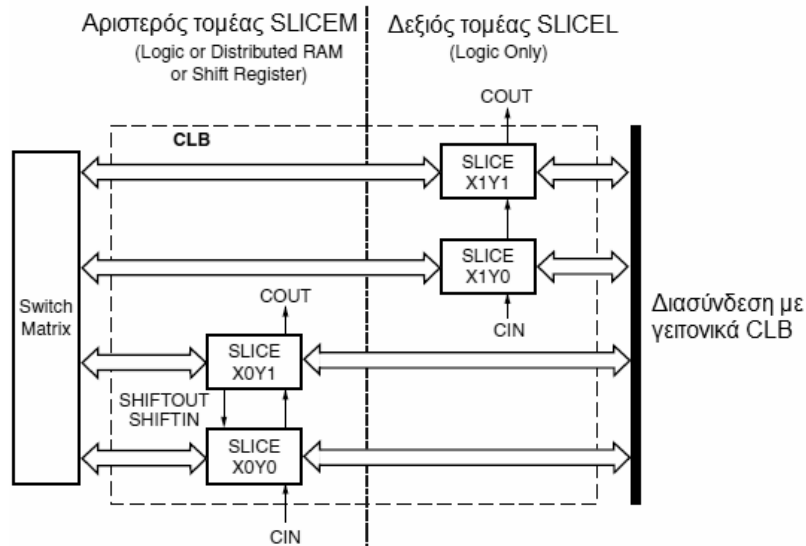 Αριστερός τομέας SLICEM
(Logic or Distributed RAM
or Shift Register)
Δεξιός τομέας SLICEL
(Logic Only)
COUT
CLB
SLICE
X1Y1
SLICE
X1Y0
COUT
CIN
Switch
Matrix
SLICE
X0Y1
SHIFTOUT
SHIFTIN
SLICE
X0Y0
CIN
Διασύνδεση με
γειτονικά CLB